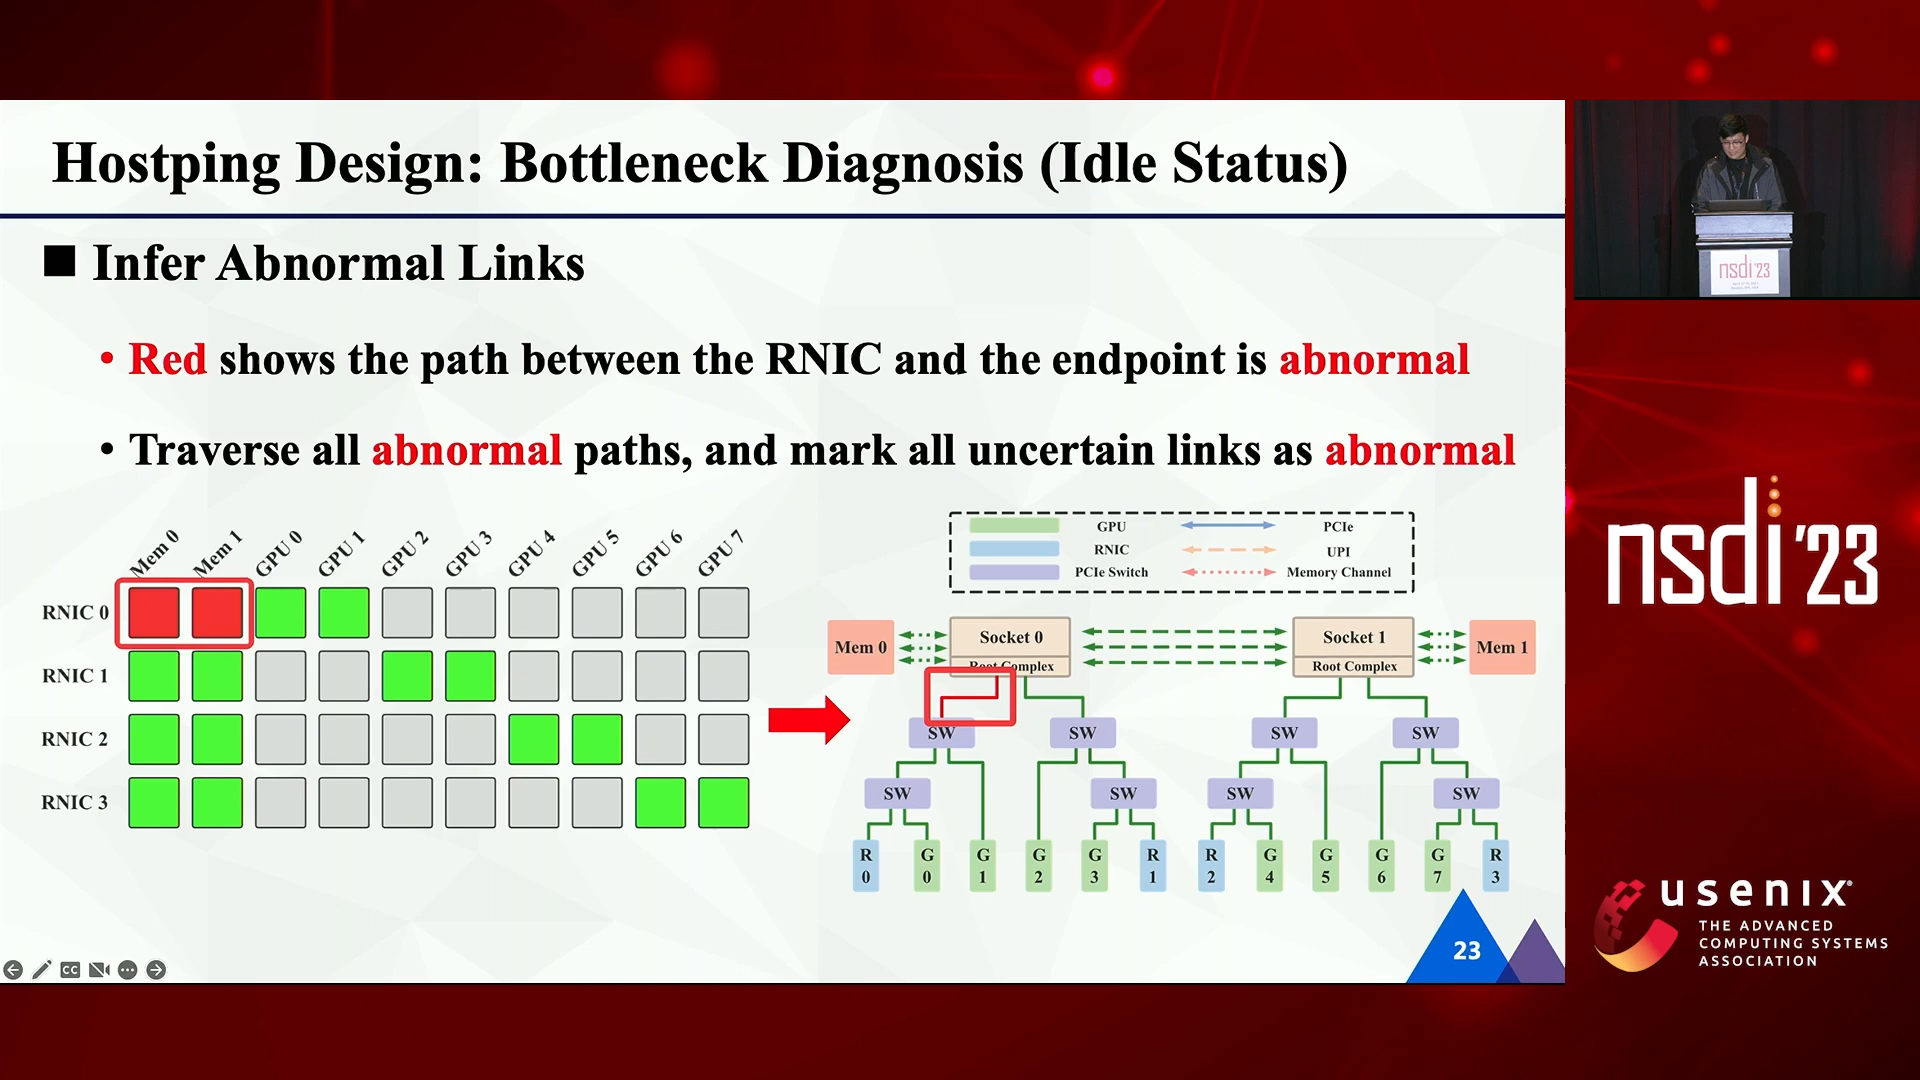 Hostping Design: Bottleneck Diagnosis (Idle Status)
Infer Abnormal Links
• Red shows the path between the RNIC and the endpoint is abnormal
• Traverse all abnormal paths, and mark all uncertain links as abnormal
Mem 0 Mem 1 GPU 0 GPU 1 GPU 2 GPU 3 GPU 4 GPU 5 GPU 6 GPU 7
RNIC 0
RNIC 1
RNIC 2
RNIC 3
GPU PCIe
RNIC UPI
PCIe Switch Memory Channel
Mem 0 Socket 0 Socket 1 Mem 1
Root Complex Root Complex
SW SW SW SW
SW SW SW SW
R G G G G R R G G G G R
0 0 1 2 3 1 2 4 5 6 7 3
23
CC
nsdi'23
nsdi'23
usenix
THE ADVANCED
COMPUTING SYSTEMS
ASSOCIATION